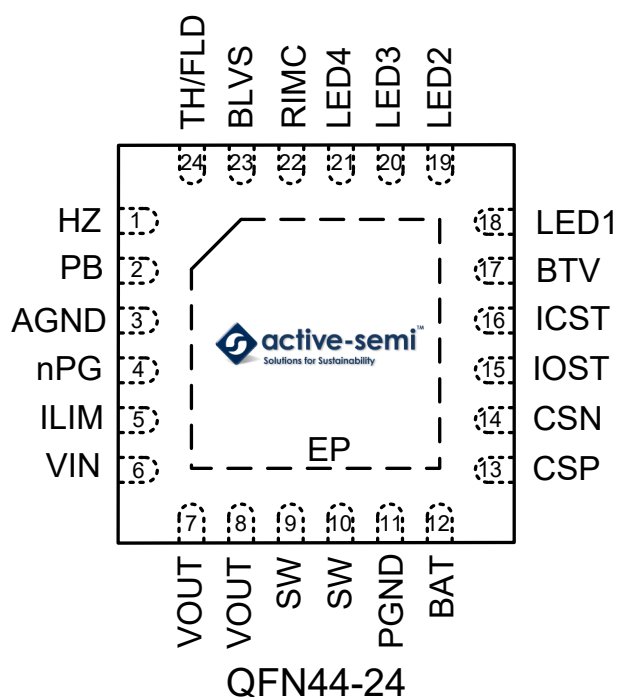 TH/FLD
BLVS
RIMC
LED4
LED3
LED2
24
23
22
21
20
19
HZ 1
PB 2
AGND 3
nPG 4
ILIM 5
VIN 6
18 LED1
17 BTV
16 ICST
15 IOST
14 CSN
13 CSP
active-semi™
Solutions for Sustainability
EP
7
8
9
10
11
12
VOUT
VOUT
SW
SW
PGND
BAT
QFN44-24